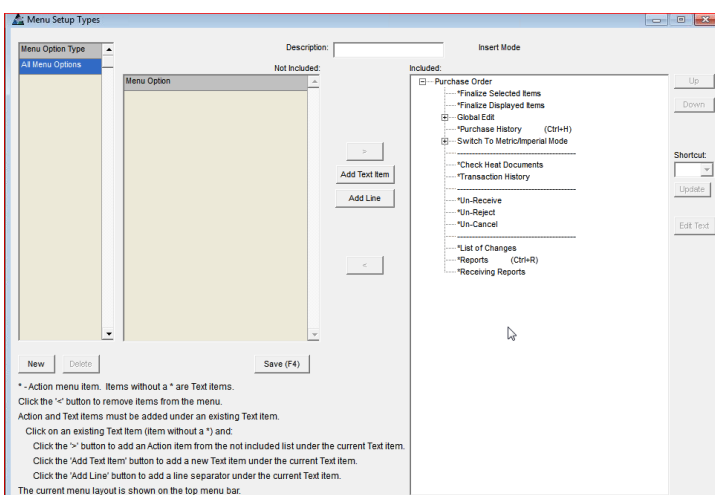 Menu Setup Types
Menu Option Type
All Menu Options
Description:
Insert Mode
Not Included:
Menu Option
Included:
Purchase Order
*Finalize Selected Items
*Finalize Displayed Items
Global Edit
*Purchase History (Ctrl+H)
Switch To Metric/Imperial Mode
*Check Heat Documents
*Transaction History
*Un-Receive
*Un-Reject
*Un-Cancel
*List of Changes
*Reports (Ctrl+R)
*Receiving Reports
>
Add Text Item
Add Line
<
Up
Down
Shortcut:
Update
Edit Text
New
Delete
Save (F4)
* - Action menu item. Items without a * are Text items.
Click the '<' button to remove items from the menu.
Action and Text items must be added under an existing Text item.
Click on an existing Text Item (item without a *) and:
Click the '>' button to add an Action item from the not included list under the current Text item.
Click the 'Add Text Item' button to add a new Text item under the current Text item.
Click the 'Add Line' button to add a line separator under the current Text item.
The current menu layout is shown on the top menu bar.